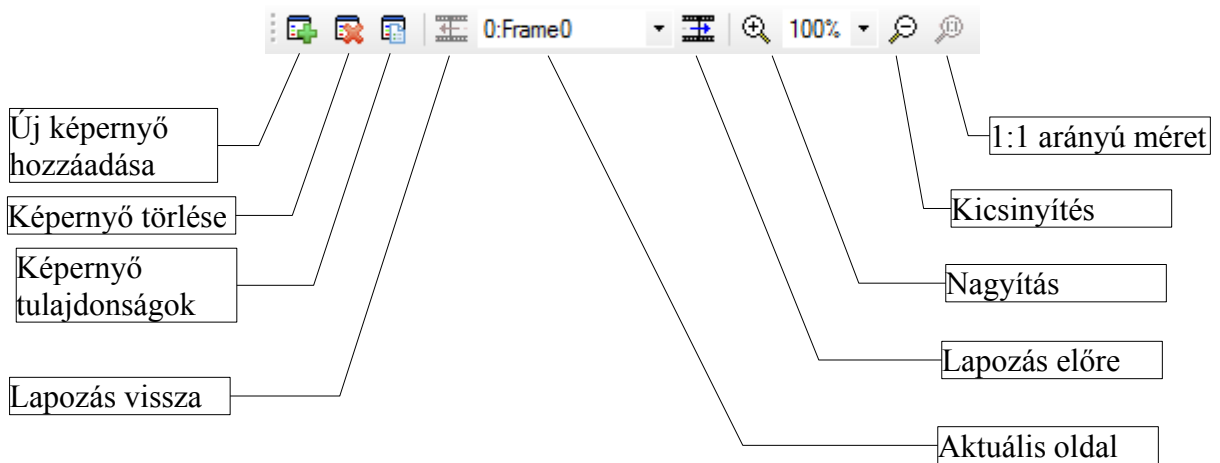 0:Frame0
100%
Új képernyő
hozzáadása
1:1 arányú méret
Képernyő törlése
Kicsinyítés
Képernyő
tulajdonságok
Nagyítás
Lapozás előre
Lapozás vissza
Aktuális oldal